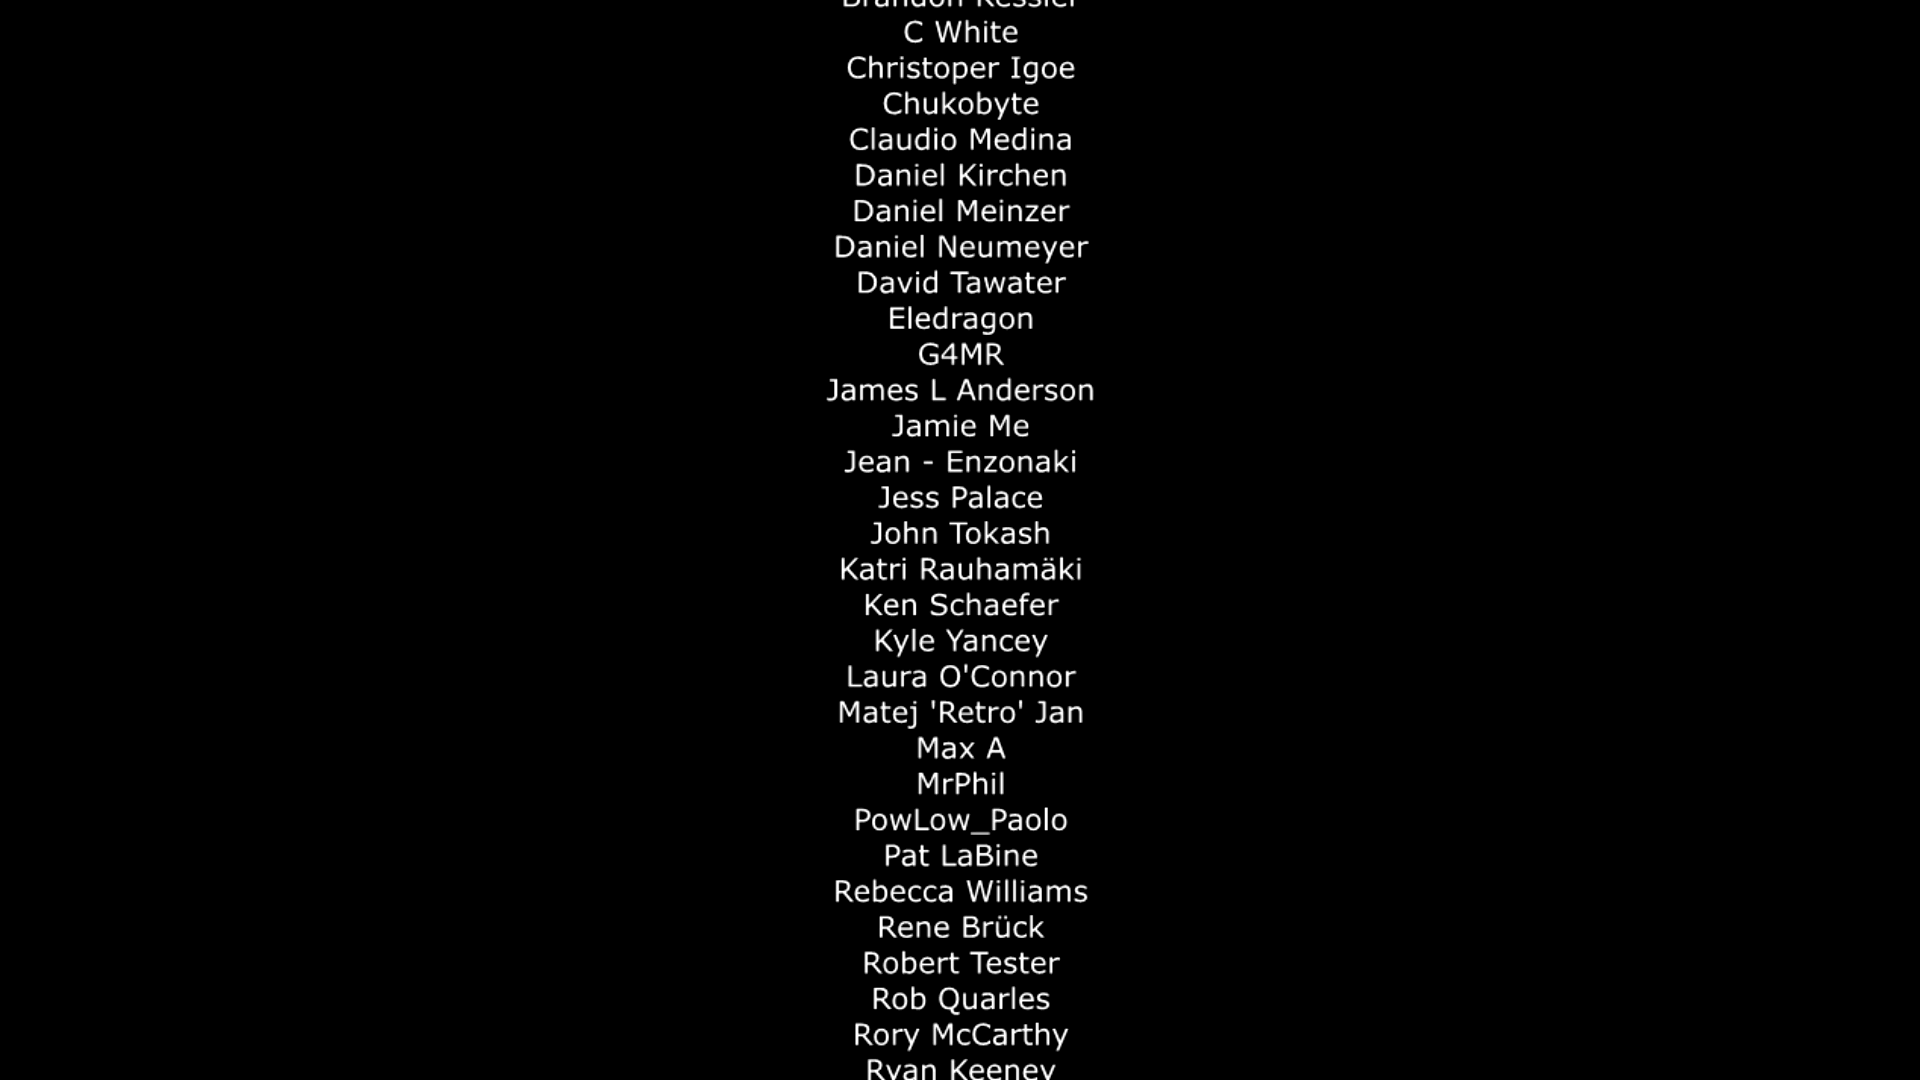 Brandon Kessler
C White
Christoper Igoe
Chukobyte
Claudio Medina
Daniel Kirchen
Daniel Meinzer
Daniel Neumeyer
David Tawater
Eledragon
G4MR
James L Anderson
Jamie Me
Jean - Enzonaki
Jess Palace
John Tokash
Katri Rauhamäki
Ken Schaefer
Kyle Yancey
Laura O'Connor
Matej 'Retro' Jan
Max A
MrPhil
PowLow_Paolo
Pat LaBine
Rebecca Williams
Rene Brück
Robert Tester
Rob Quarles
Rory McCarthy
Ryan Keeney